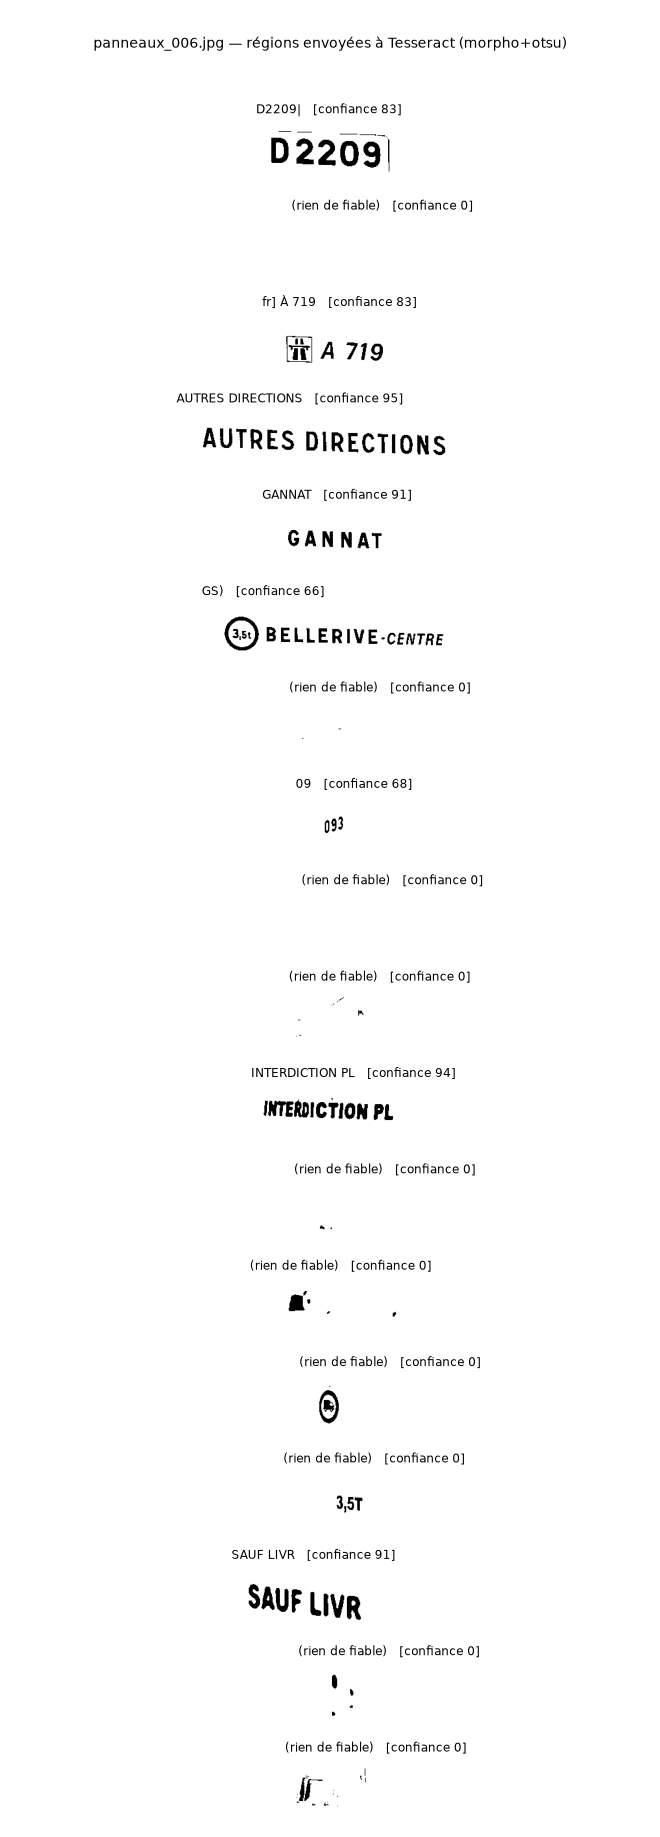 panneaux_006.jpg — régions envoyées à Tesseract (morpho+otsu)
D2209| [confiance 83]
D2209
(rien de fiable) [confiance 0]
fr] À 719 [confiance 83]
A 719
AUTRES DIRECTIONS [confiance 95]
AUTRES DIRECTIONS
GANNAT [confiance 91]
GANNAT
GS) [confiance 66]
3,5t BELLERIVE-CENTRE
(rien de fiable) [confiance 0]
09 [confiance 68]
093
(rien de fiable) [confiance 0]
(rien de fiable) [confiance 0]
INTERDICTION PL [confiance 94]
INTERDICTION PL
(rien de fiable) [confiance 0]
(rien de fiable) [confiance 0]
(rien de fiable) [confiance 0]
(rien de fiable) [confiance 0]
3,5T
SAUF LIVR [confiance 91]
SAUF LIVR
(rien de fiable) [confiance 0]
(rien de fiable) [confiance 0]